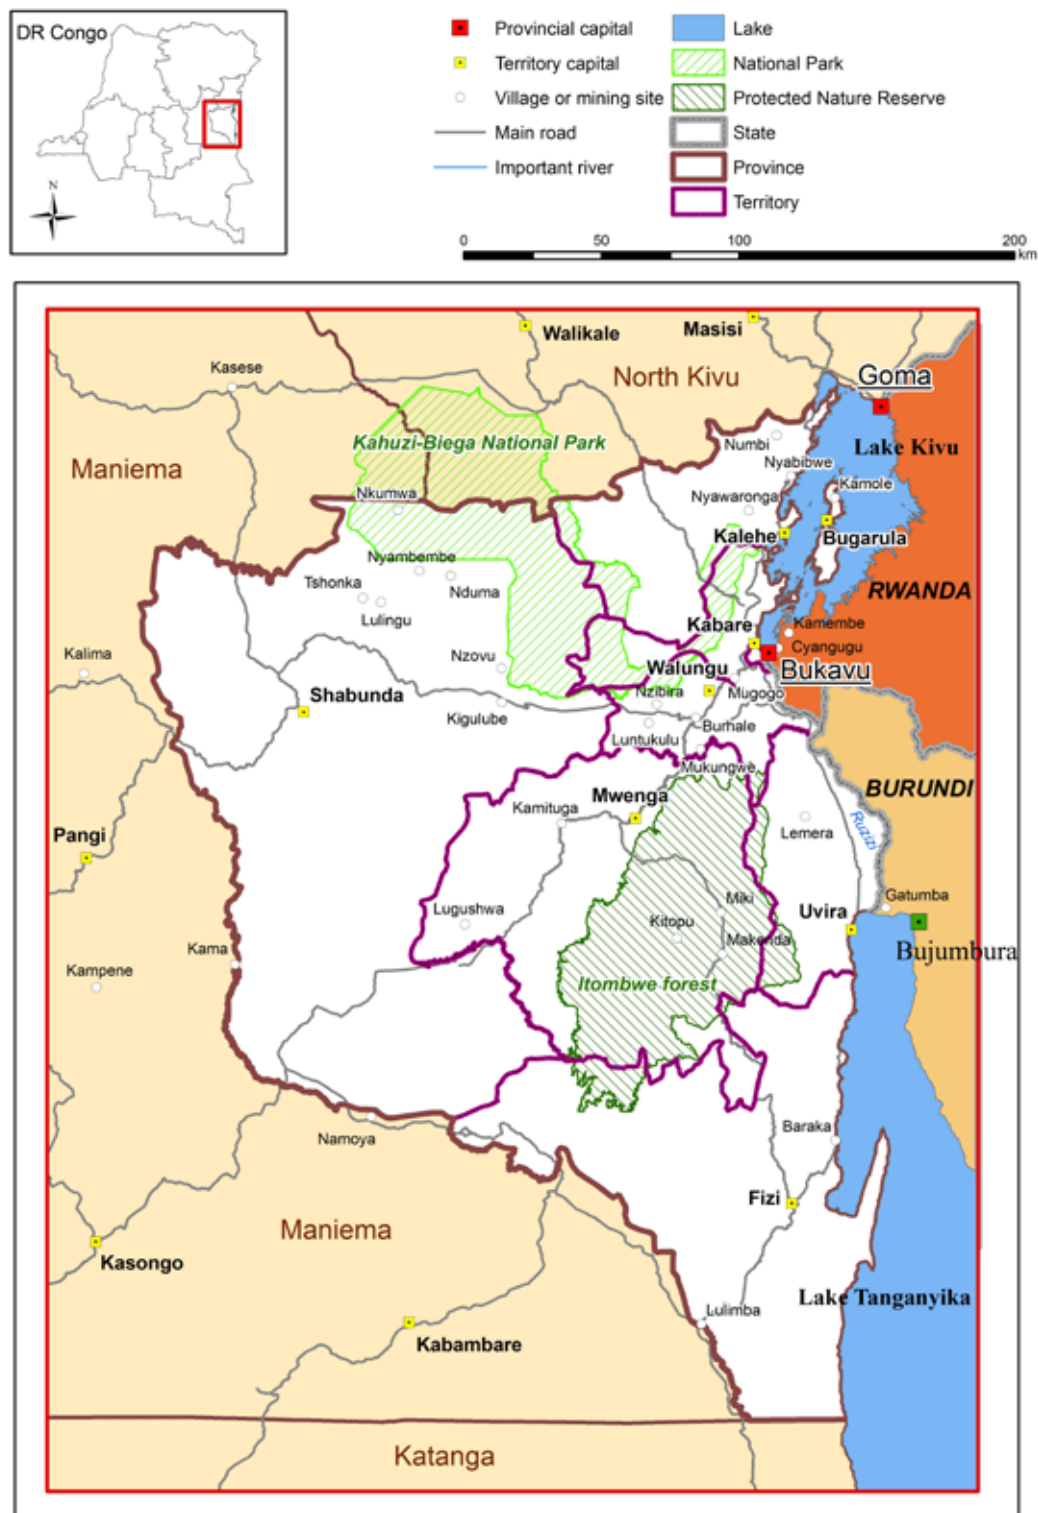 DR Congo
N
Provincial capital
Territory capital
Village or mining site
Main road
Important river
Lake
National Park
Protected Nature Reserve
State
Province
Territory
0 50 100 200
km
Walikale
Masisi
Kasese
North Kivu
Goma
Kahuzi-Biega National Park
Numbi
Lake Kivu
Maniema
Nyabibwe
Kamole
Nkumwa
Nyawaronga
Kalehe
Bugarula
Nyambembe
Tshonka
Nduma
RWANDA
Lulingu
Kabare
Kamembe
Cyangugu
Kalima
Nzovu
Walungu
Bukavu
Shabunda
Nzibira
Mugogo
Kigulube
Burhale
Luntukulu
Mukungwe
BURUNDI
Mwenga
Kamituga
Lemera
Ruzizi
Pangi
Gatumba
Miki
Lugushwa
Kitopu
Uvira
Makenda
Bujumbura
Kama
Kampene
Itombwe forest
Namoya
Baraka
Fizi
Maniema
Kasongo
Lake Tanganyika
Lulimba
Kabambare
Katanga